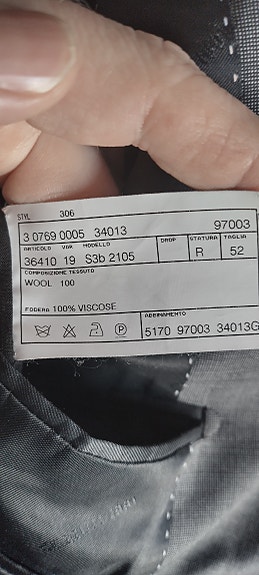 STYL 306
3 0769 0005 34013 97003
ARTICOLO VAR MODELLO DROP STATURA TAGLIA
36410 19 S3b 2105 R 52
COMPOSIZIONE TESSUTO
WOOL 100
FODERA 100% VISCOSE
ABBINAMENTO
P
5170 97003 34013G